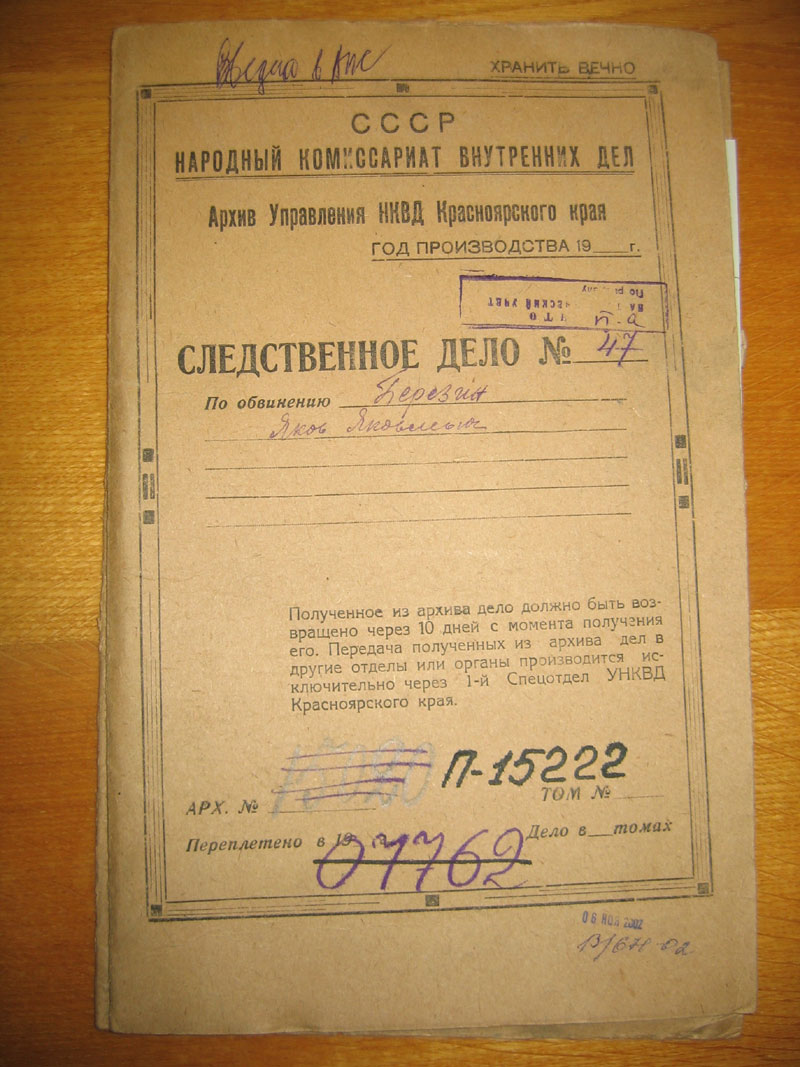 ХРАНИТЬ ВЕЧНО
СССР
НАРОДНЫЙ КОМИССАРИАТ ВНУТРЕННИХ ДЕЛ
Архив Управления НКВД Красноярского края
ГОД ПРОИЗВОДСТВА 19 г.
СЛЕДСТВЕННОЕ ДЕЛО № 47
По обвинению Березин
Яков Яковлевич
Полученное из архива дело должно быть воз-
вращено через 10 дней с момента получения
его. Передача полученных из архива дел в
другие отделы или органы производится ис-
ключительно через 1-й Спецотдел УНКВД
Красноярского края.
П-15222
АРХ. № ТОМ №
Переплетено в 19 Дело в томах
07762
06 НОЯ 2002